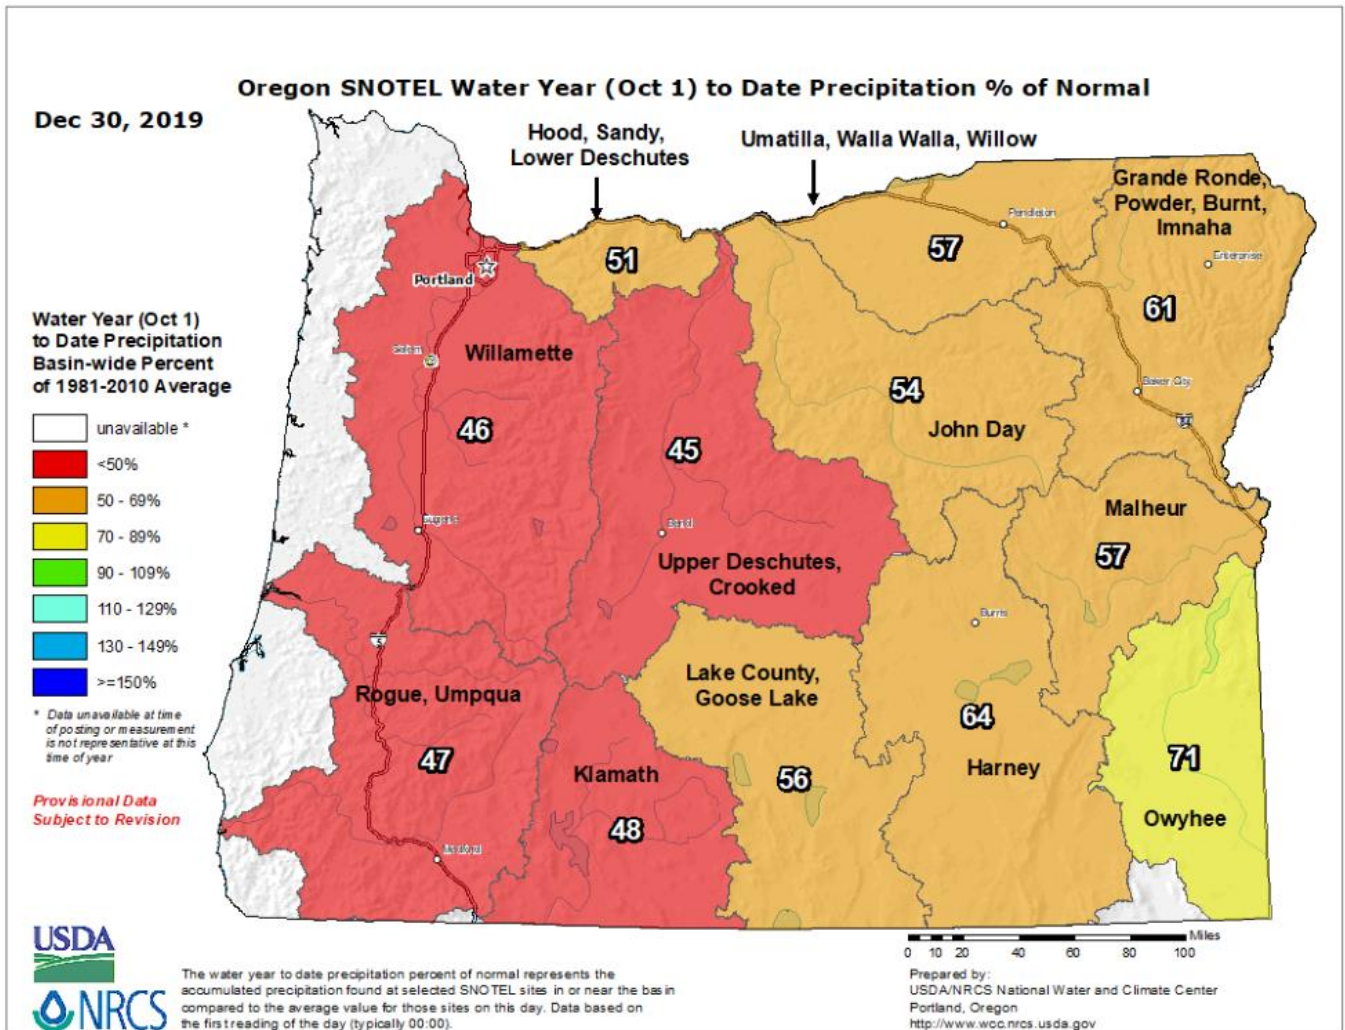 Oregon SNOTEL Water Year (Oct 1) to Date Precipitation % of Normal
Dec 30, 2019
Hood, Sandy,
Lower Deschutes
Umatilla, Walla Walla, Willow
Grande Ronde,
Powder, Burnt,
Imnaha
Pendleton
Enterprise
51
57
61
Portland
Water Year (Oct 1)
to Date Precipitation
Basin-wide Percent
of 1981-2010 Average
unavailable *
<50%
50 - 69%
70 - 89%
90 - 109%
110 - 129%
130 - 149%
>=150%
* Data unavailable at time
of posting or measurement
is not representative at this
time of year
Provisional Data
Subject to Revision
Salem
Willamette
46
45
54
John Day
Baker City
84
Malheur
57
Eugene
Bend
Upper Deschutes,
Crooked
Burns
5
Rogue, Umpqua
47
Klamath
48
Lake County,
Goose Lake
56
64
Harney
71
Owyhee
Medford
USDA
NRCS
The water year to date precipitation percent of normal represents the
accumulated precipitation found at selected SNOTEL sites in or near the basin
compared to the average value for those sites on this day. Data based on
the first reading of the day (typically 00:00).
Miles
0 10 20 40 60 80 100
Prepared by:
USDA/NRCS National Water and Climate Center
Portland, Oregon
http://www.wcc.nrcs.usda.gov